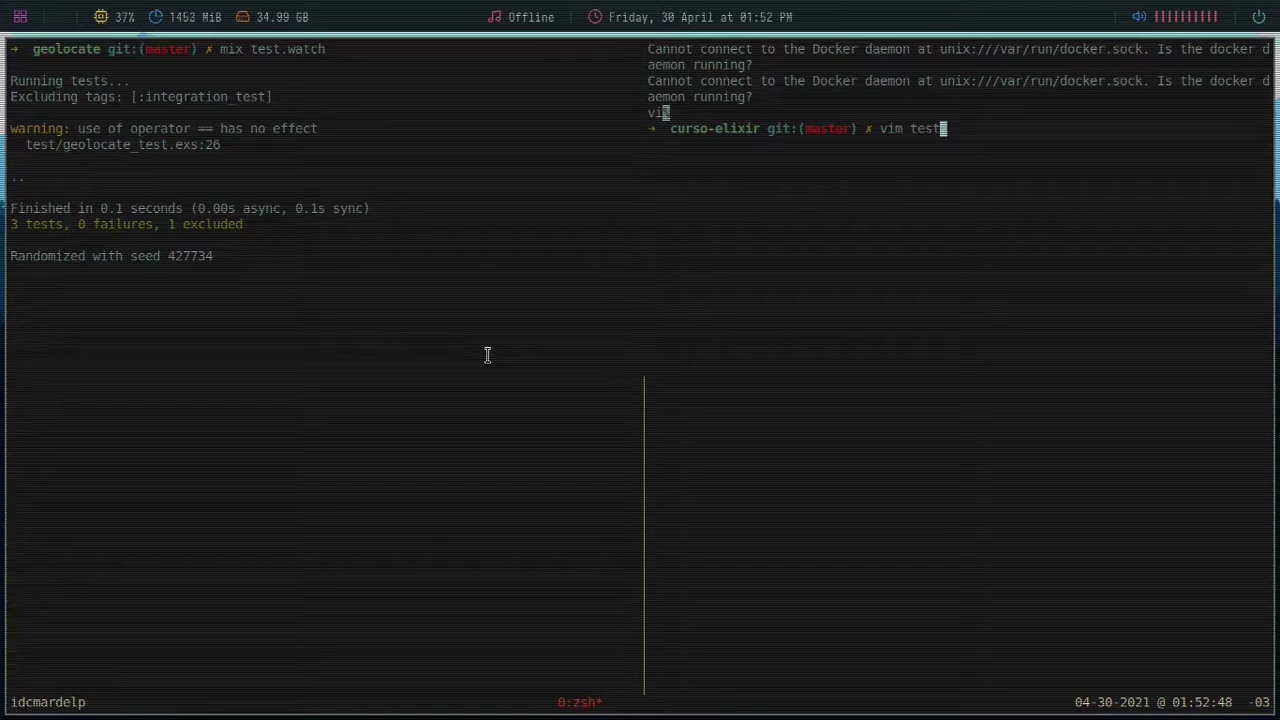 37% 1453 MiB 34.99 GB Offline Friday, 30 April at 01:52 PM
→ geolocate git:(master) ✗ mix test.watch
Running tests...
Excluding tags: [:integration_test]
warning: use of operator == has no effect
test/geolocate_test.exs:26
..
Finished in 0.1 seconds (0.00s async, 0.1s sync)
3 tests, 0 failures, 1 excluded
Randomized with seed 427734
Cannot connect to the Docker daemon at unix:///var/run/docker.sock. Is the docker d
aemon running?
Cannot connect to the Docker daemon at unix:///var/run/docker.sock. Is the docker d
aemon running?
→ curso-elixir git:(master) ✗ vim test
idcmardelp 0:zsh* 04-30-2021 @ 01:52:48 -03